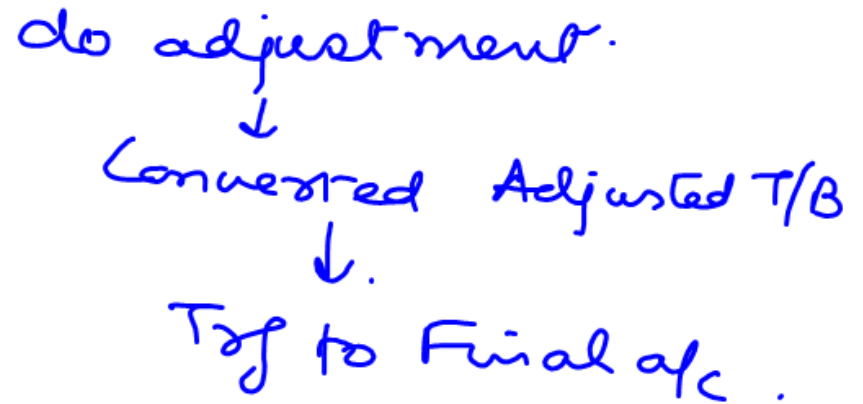 do adjustment.
↓
Converted Adjusted T/B
↓.
Trf to Final a/c.